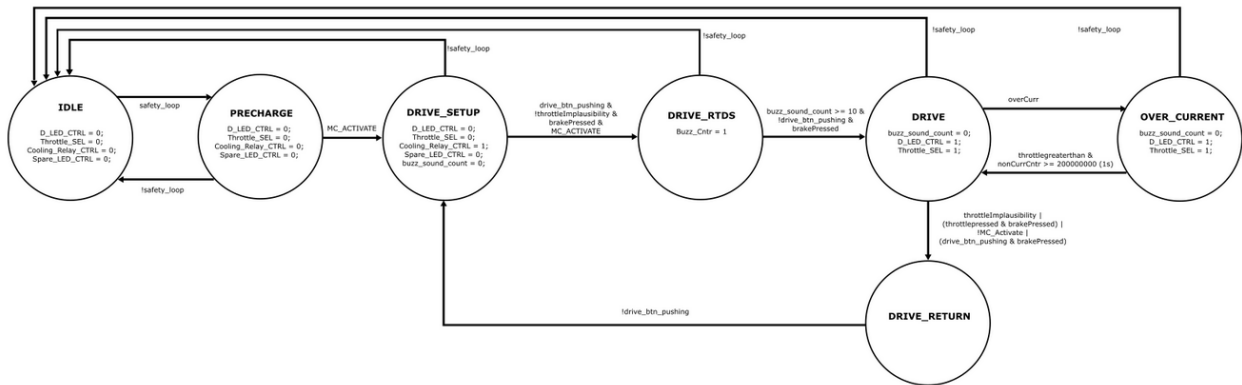 !safety_loop
!safety_loop
!safety_loop
!safety_loop
IDLE
D_LED_CTRL = 0;
Throttle_SEL = 0;
Cooling_Relay_CTRL = 0;
Spare_LED_CTRL = 0;
safety_loop
!safety_loop
PRECHARGE
D_LED_CTRL = 0;
Throttle_SEL = 0;
Cooling_Relay_CTRL = 0;
Spare_LED_CTRL = 0;
MC_ACTIVATE
DRIVE_SETUP
D_LED_CTRL = 0;
Throttle_SEL = 0;
Cooling_Relay_CTRL = 1;
Spare_LED_CTRL = 0;
buzz_sound_count = 0;
drive_btn_pushing &
!throttleImplausibility &
brakePressed &
MC_ACTIVATE
DRIVE_RTDS
Buzz_Cntr = 1
buzz_sound_count >= 10 &
!drive_btn_pushing &
brakePressed
DRIVE
buzz_sound_count = 0;
D_LED_CTRL = 1;
Throttle_SEL = 1;
overCurr
throttlegreaterthan &
nonCurrCntr >= 200000000 (1s)
OVER_CURRENT
buzz_sound_count = 0;
D_LED_CTRL = 1;
Throttle_SEL = 1;
throttleImplausibility |
(throttlepressed & brakePressed) |
!MC_Activate |
(drive_btn_pushing & brakePressed)
DRIVE_RETURN
!drive_btn_pushing